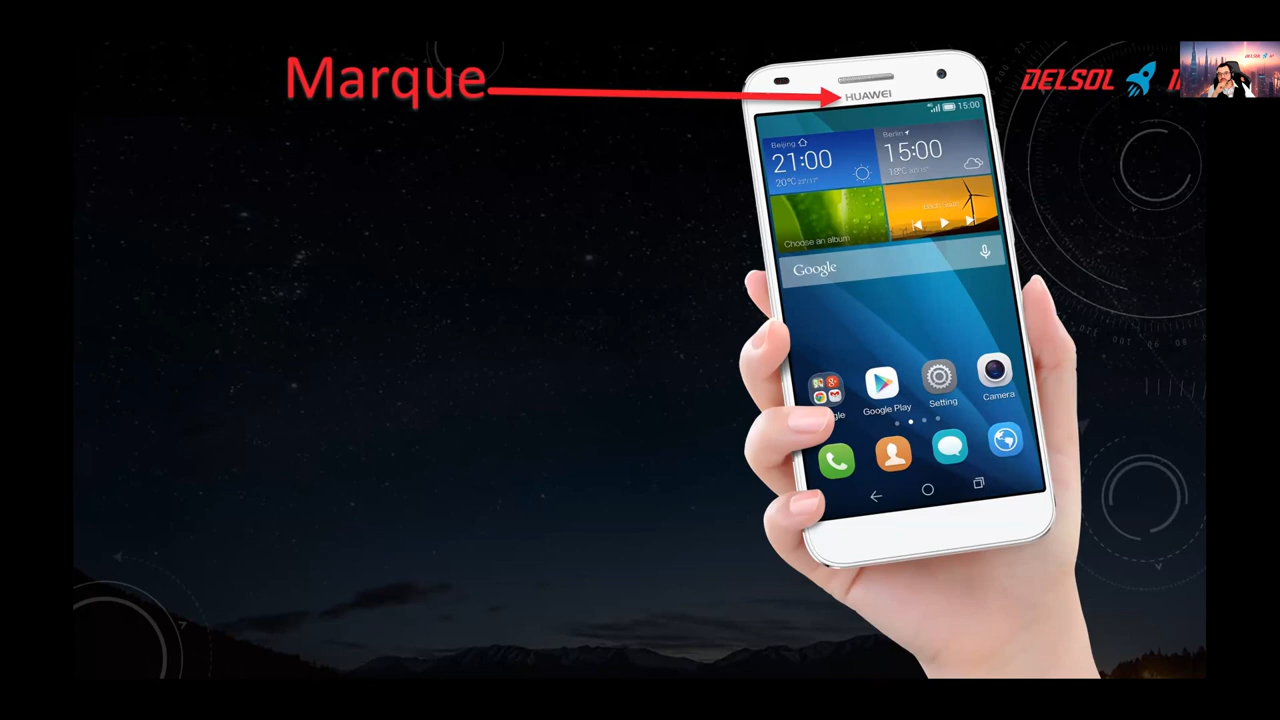 Marque
DELSOL
HUAWEI
15:00
Beijing
21:00
20°C
Berlin
15:00
18°C
Choose an album
Google
Google Play
Setting
Camera